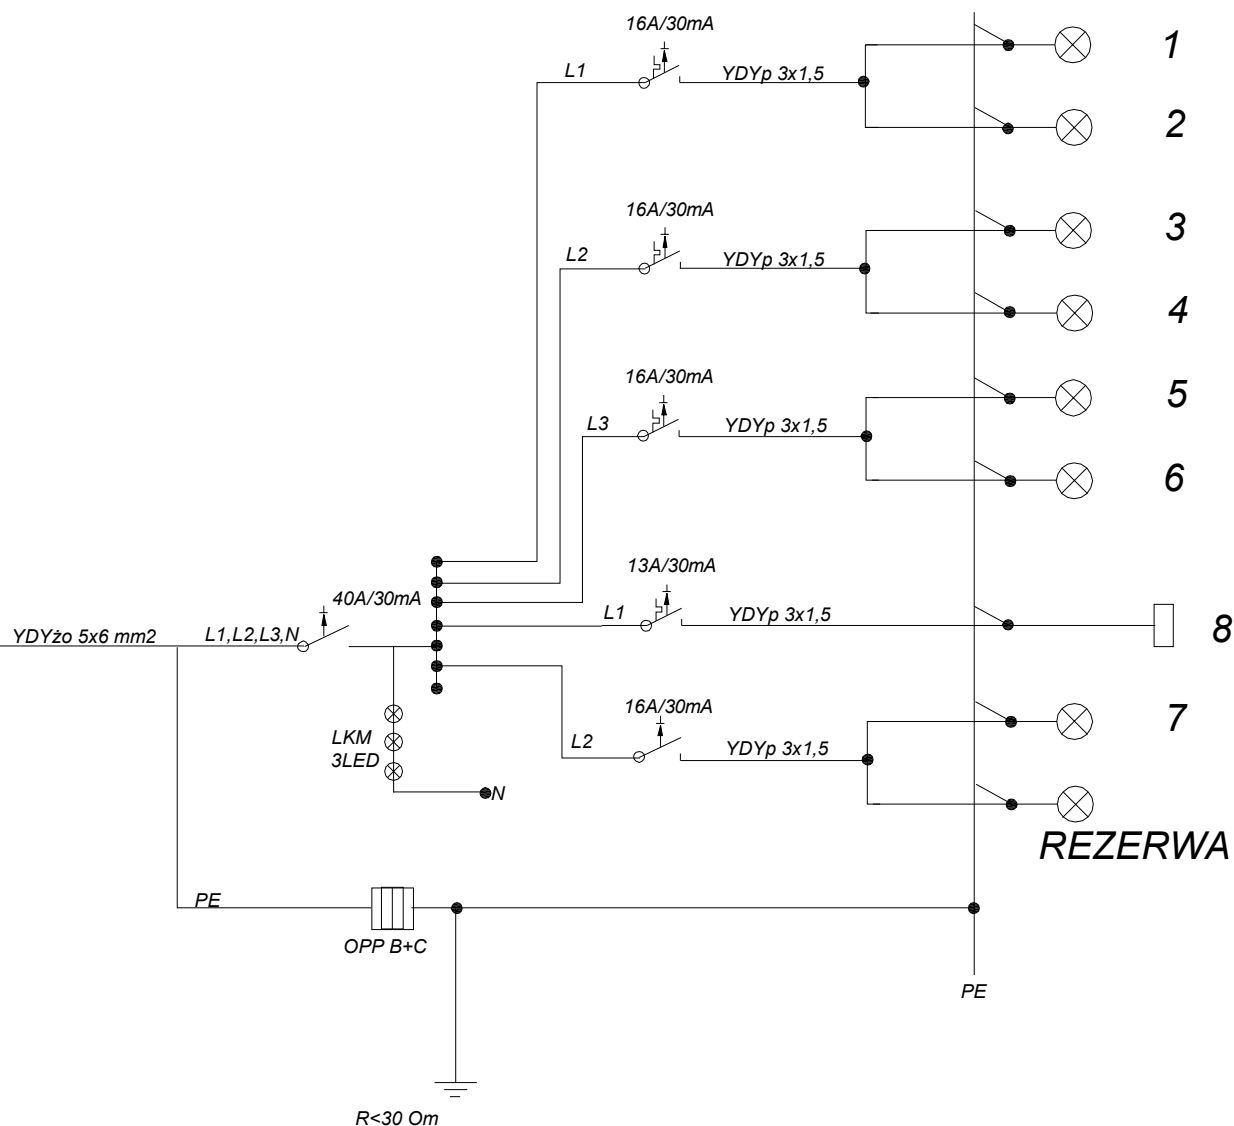 16A/30mA
L1
YDYp 3x1,5
1
2
16A/30mA
L2
YDYp 3x1,5
3
4
16A/30mA
L3
YDYp 3x1,5
5
6
13A/30mA
L1
YDYp 3x1,5
8
40A/30mA
YDYżo 5x6 mm2
L1,L2,L3,N
16A/30mA
L2
YDYp 3x1,5
7
LKM
3LED
N
REZERWA
PE
OPP B+C
PE
R<30 Om